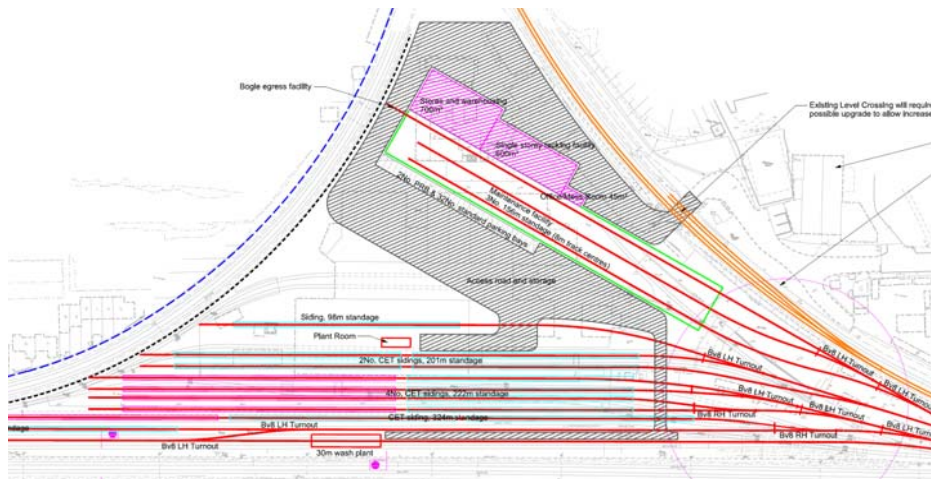 Bogie egress facility
Stores and warehousing
700m²
Existing Level Crossing will requir
possible upgrade to allow increase
Single storey tasking facility
600m²
Office/Mess Room 45m²
Maintainance facility
3No. 156m standage (8m track centres)
2No. PRB & 32No. standard parking bays
Access road and storage
Siding, 98m standage
Plant Room
2No. CET sidings, 201m standage
Bv8 LH Turnout
Bv8 LH Turnout
Bv8 LH Turnout
4No. CET sidings, 222m standage
Bv8 LH Turnout
Bv8 RH Turnout
Bv8 LH Turnout
CET siding, 324m standage
Bv8 LH Turnout
ndage
Bv8 LH Turnout
Bv8 RH Turnout
Bv8 LH Turnout
30m wash plant